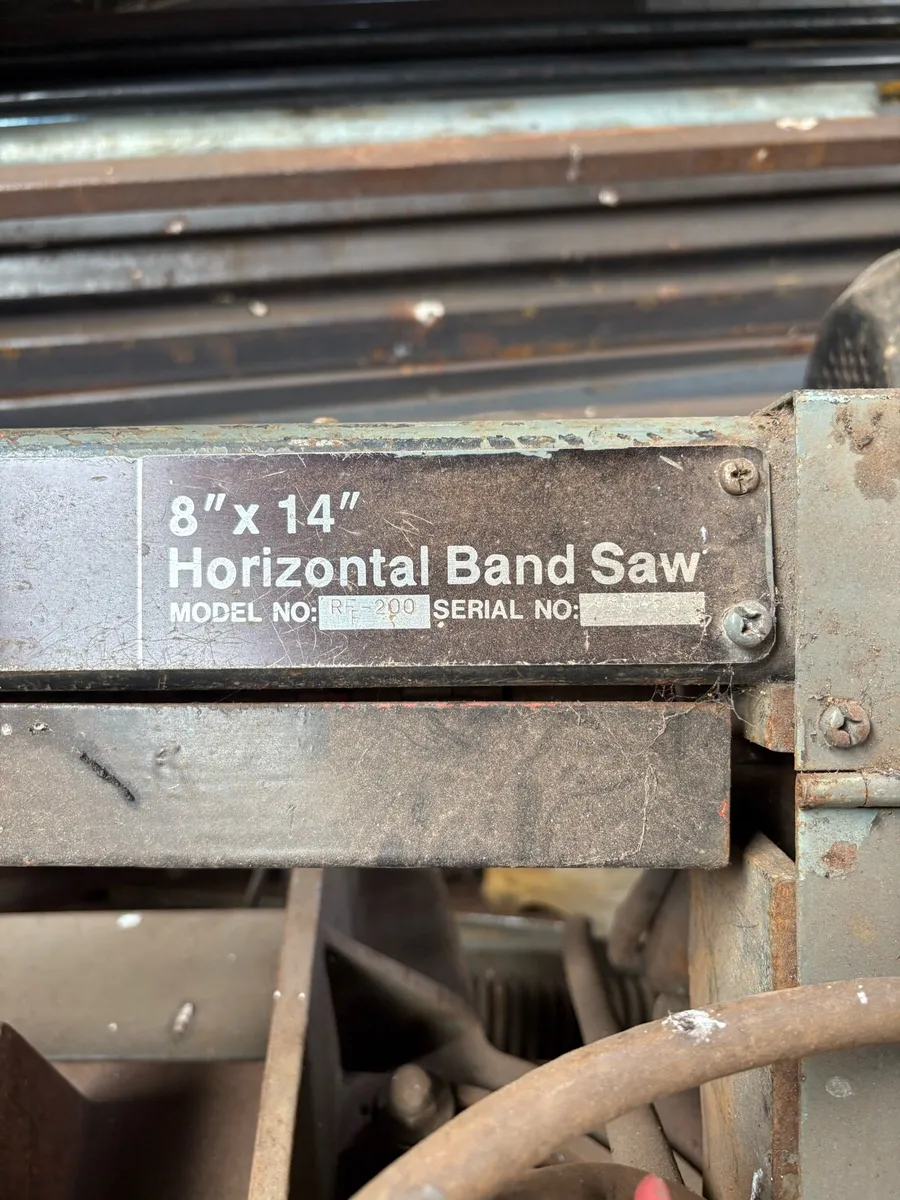 8" x 14"
Horizontal Band Saw
MODEL NO: RF-200 SERIAL NO: